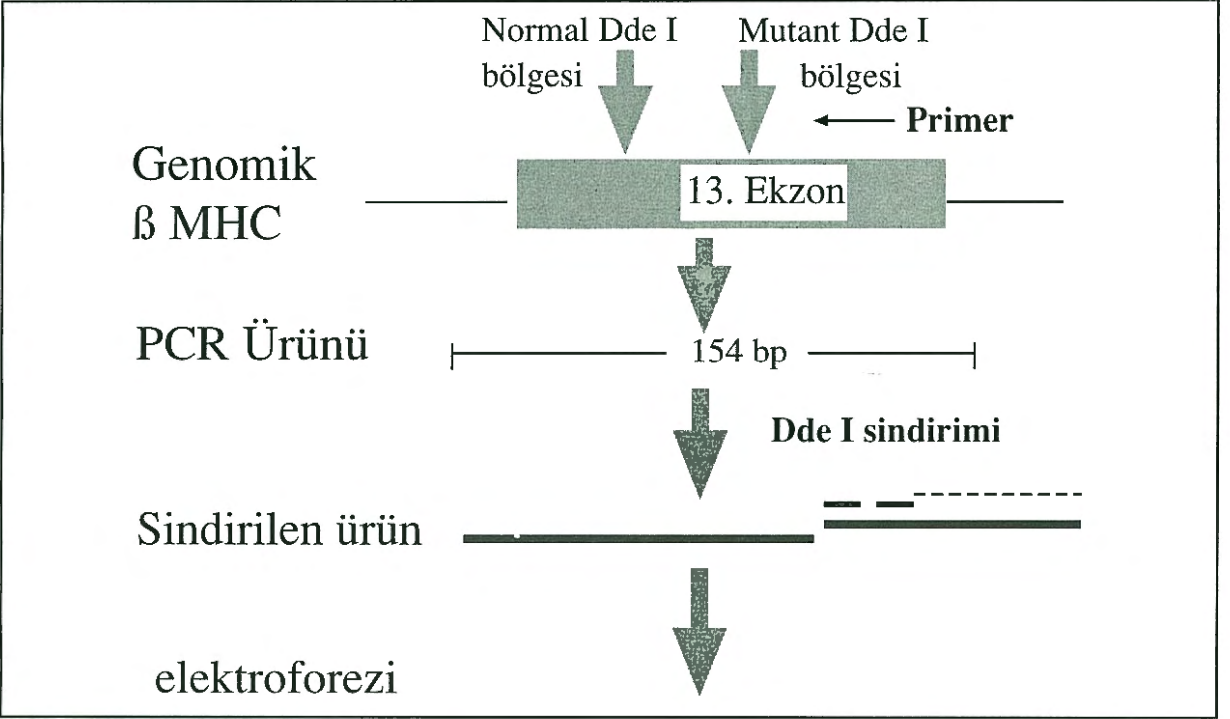 Normal Dde I
bölgesi
Mutant Dde I
bölgesi
Primer
Genomik
ß MHC
13. Ekzon
PCR Ürünü
154 bp
Dde I sindirimi
Sindirilen ürün
elektroforezi